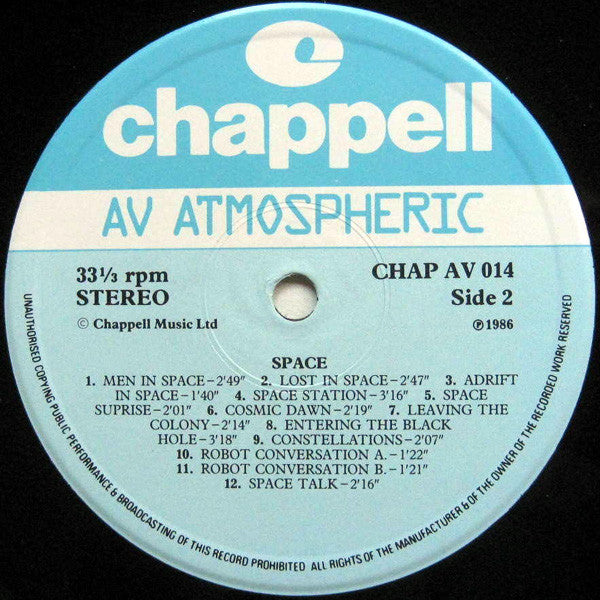 chappell
AV ATMOSPHERIC
33⅓ rpm
STEREO
CHAP AV 014
Side 2
© Chappell Music Ltd
℗ 1986
SPACE
1. MEN IN SPACE–2'49" 2. LOST IN SPACE–2'47" 3. ADRIFT
IN SPACE–1'40" 4. SPACE STATION–3'16" 5. SPACE
SUPRISE–2'01" 6. COSMIC DAWN–2'19" 7. LEAVING THE
COLONY–2'14" 8. ENTERING THE BLACK
HOLE–3'18" 9. CONSTELLATIONS–2'07"
10. ROBOT CONVERSATION A.–1'22"
11. ROBOT CONVERSATION B.–1'21"
12. SPACE TALK–2'16"
UNAUTHORISED COPYING PUBLIC PERFORMANCE & BROADCASTING OF THIS RECORD PROHIBITED ALL RIGHTS OF THE MANUFACTURER & OF THE OWNER OF THE RECORDED WORK RESERVED